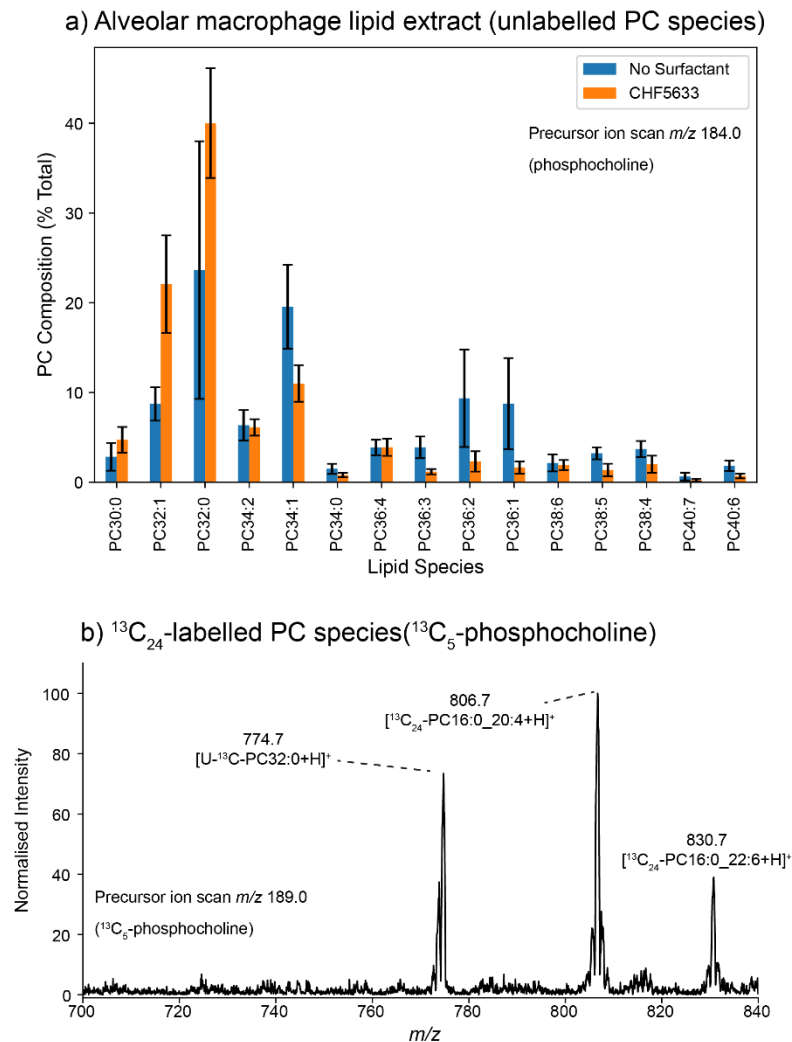 a) Alveolar macrophage lipid extract (unlabelled PC species)
No Surfactant
CHF5633
Precursor ion scan m/z 184.0
(phosphocholine)
PC Composition (% Total)
40
30
20
10
0
PC30:0
PC32:1
PC32:0
PC34:2
PC34:1
PC34:0
PC36:4
PC36:3
PC36:2
PC36:1
PC38:6
PC38:5
PC38:4
PC40:7
PC40:6
Lipid Species
b) ¹³C₂₄-labelled PC species(¹³C₅-phosphocholine)
Normalised Intensity
100
80
60
40
20
0
806.7
[¹³C₂₄-PC16:0_20:4+H]⁺
774.7
[U-¹³C-PC32:0+H]⁺
830.7
[¹³C₂₄-PC16:0_22:6+H]⁺
Precursor ion scan m/z 189.0
(¹³C₅-phosphocholine)
700 720 740 760 780 800 820 840
m/z